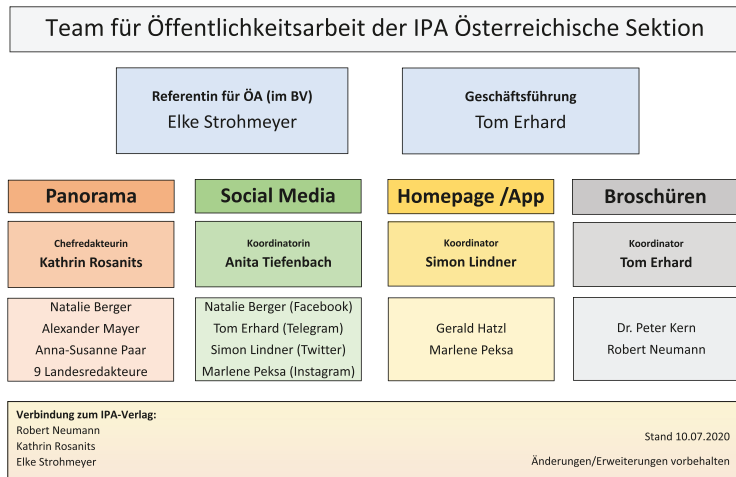 Team für Öffentlichkeitsarbeit der IPA Österreichische Sektion
Referentin für ÖA (im BV)
Elke Strohmeyer
Geschäftsführung
Tom Erhard
Panorama
Chefredakteurin
Kathrin Rosanits
Natalie Berger
Alexander Mayer
Anna-Susanne Paar
9 Landesredakteure
Social Media
Koordinatorin
Anita Tiefenbach
Natalie Berger (Facebook)
Tom Erhard (Telegram)
Simon Lindner (Twitter)
Marlene Peksa (Instagram)
Homepage /App
Koordinator
Simon Lindner
Gerald Hatzl
Marlene Peksa
Broschüren
Koordinator
Tom Erhard
Dr. Peter Kern
Robert Neumann
Verbindung zum IPA-Verlag:
Robert Neumann
Kathrin Rosanits
Elke Strohmeyer
Stand 10.07.2020
Änderungen/Erweiterungen vorbehalten